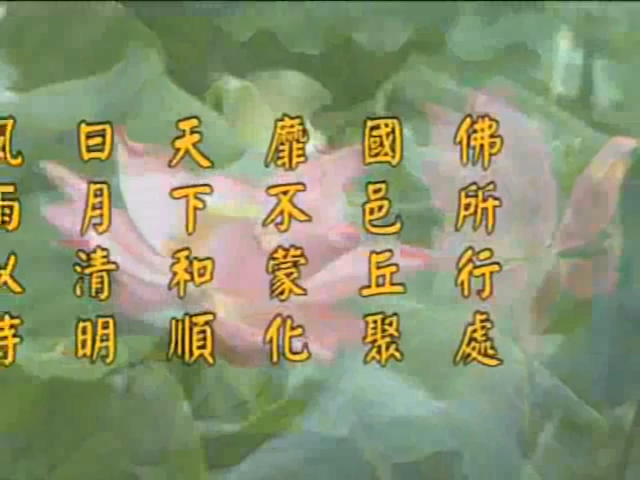 佛所行處
國邑丘聚
靡不蒙化
天下和順
日月清明
風雨以時